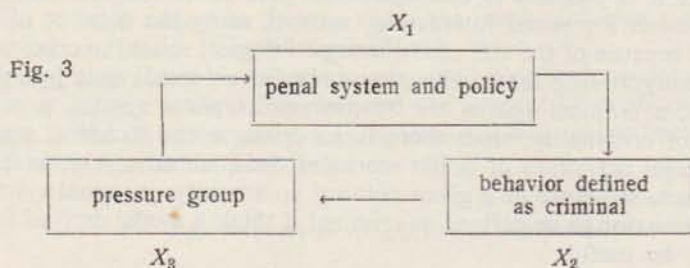 X₁
Fig. 3
penal system and policy
pressure group
behavior defined
as criminal
X₃
X₂